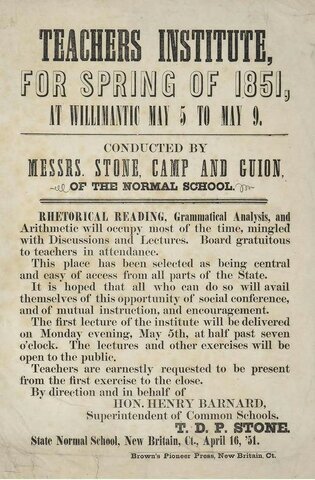 TEACHERS INSTITUTE,
FOR SPRING OF 1851,
AT WILLIMANTIC MAY 5 TO MAY 9.
CONDUCTED BY
MESSRS. STONE, CAMP AND GUION,
OF THE NORMAL SCHOOL.
RHETORICAL READING, Grammatical Analysis, and
Arithmetic will occupy most of the time, mingled
with Discussions and Lectures. Board gratuitous
to teachers in attendance.
This place has been selected as being central
and easy of access from all parts of the State.
It is hoped that all who can do so will avail
themselves of this opportunity of social conference,
and of mutual instruction, and encouragement.
The first lecture of the institute will be delivered
on Monday evening, May 5th, at half past seven
o'clock. The lectures and other exercises will be
open to the public.
Teachers are earnestly requested to be present
from the first exercise to the close.
By direction and in behalf of
HON. HENRY BARNARD,
Superintendent of Common Schools.
T. D. P. STONE.
State Normal School, New Britain, Ct., April 16, '51.
Brown's Pioneer Press, New Britain, Ct.